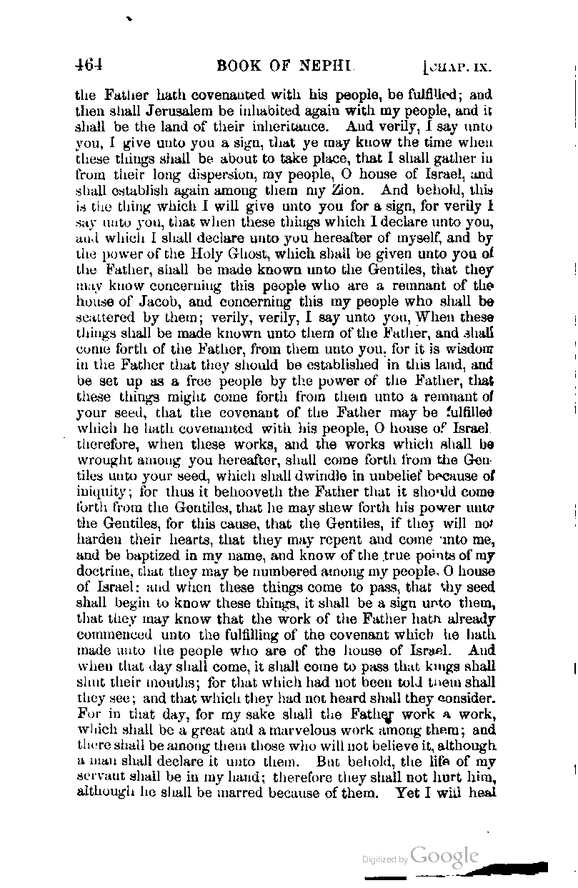 464 BOOK OF NEPHI [CHAP. IX.
the Father hath covenanted with his people, be fulfilled; and
then shall Jerusalem be inhabited again with my people, and it
shall be the land of their inheritance. And verily, I say unto
you, I give unto you a sign, that ye may know the time when
these things shall be about to take place, that I shall gather in
from their long dispersion, my people, O house of Israel, and
shall establish again among them my Zion. And behold, this
is the thing which I will give unto you for a sign, for verily I
say unto you, that when these things which I declare unto you,
and which I shall declare unto you hereafter of myself, and by
the power of the Holy Ghost, which shall be given unto you of
the Father, shall be made known unto the Gentiles, that they
may know concerning this people who are a remnant of the
house of Jacob, and concerning this my people who shall be
scattered by them; verily, verily, I say unto you, When these
things shall be made known unto them of the Father, and shall
come forth of the Father, from them unto you, for it is wisdom
in the Father that they should be established in this land, and
be set up as a free people by the power of the Father, that
these things might come forth from them unto a remnant of
your seed, that the covenant of the Father may be fulfilled
which he hath covenanted with his people, O house of Israel
therefore, when these works, and the works which shall be
wrought among you hereafter, shall come forth from the Gen-
tiles unto your seed, which shall dwindle in unbelief because of
iniquity; for thus it behooveth the Father that it should come
forth from the Gentiles, that he may shew forth his power unto
the Gentiles, for this cause, that the Gentiles, if they will not
harden their hearts, that they may repent and come unto me,
and be baptized in my name, and know of the true points of my
doctrine, that they may be numbered among my people, O house
of Israel: and when these things come to pass, that thy seed
shall begin to know these things, it shall be a sign unto them,
that they may know that the work of the Father hath already
commenced unto the fulfilling of the covenant which he hath
made unto the people who are of the house of Israel. And
when that day shall come, it shall come to pass that kings shall
shut their mouths; for that which had not been told them shall
they see; and that which they had not heard shall they consider.
For in that day, for my sake shall the Father work a work,
which shall be a great and a marvelous work among them; and
there shall be among them those who will not believe it, although
a man shall declare it unto them. But behold, the life of my
servant shall be in my hand; therefore they shall not hurt him,
although he shall be marred because of them. Yet I will heal
Digitized by Google